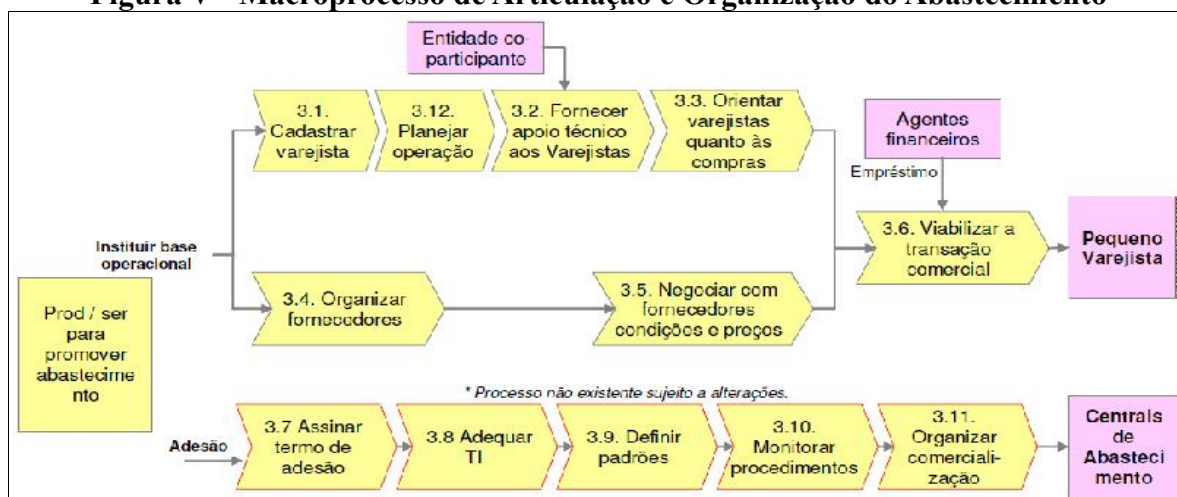 Figura V – Macroprocesso de Articulação e Organização do Abastecimento
Entidade co-
participante
3.1.
Cadastrar
varejista
3.12.
Planejar
operação
3.2. Fornecer
apoio técnico
aos Varejistas
3.3. Orientar
varejistas
quanto às
compras
Agentes
financeiros
Empréstimo
3.6. Viabilizar a
transação
comercial
Pequeno
Varejista
Instituir base
operacional
3.4. Organizar
fornecedores
3.5. Negociar com
fornecedores
condições e preços
Prod / ser
para
promover
abastecime
nto
* Processo não existente sujeito a alterações.
Adesão
3.7 Assinar
termo de
adesão
3.8 Adequar
TI
3.9. Definir
padrões
3.10.
Monitorar
procedimentos
3.11.
Organizar
comerciali-
zação
Centrais
de
Abasteci
mento